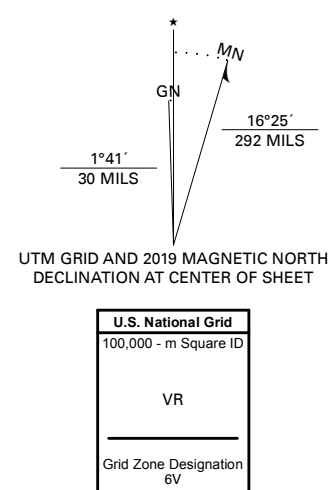 ★
MN
GN
16°25´
292 MILS
1°41´
30 MILS
UTM GRID AND 2019 MAGNETIC NORTH
DECLINATION AT CENTER OF SHEET
U.S. National Grid
100,000 - m Square ID
VR
Grid Zone Designation
6V